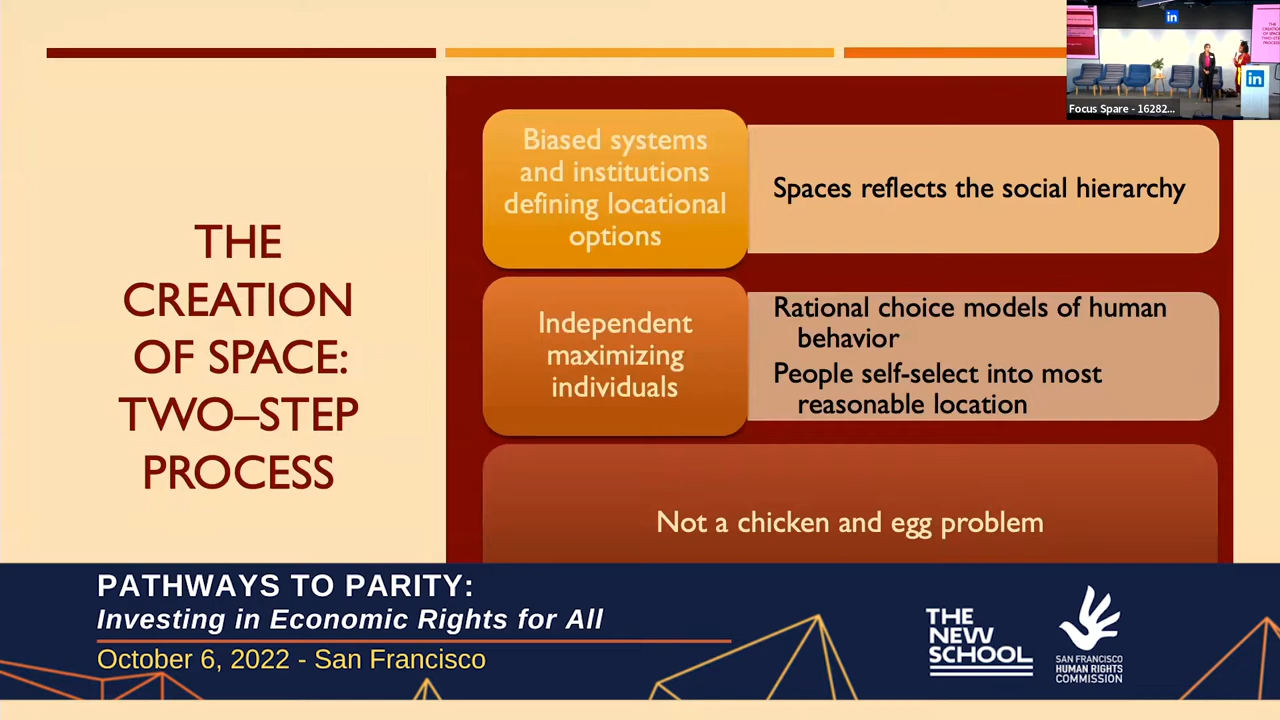 THE
CREATION
OF SPACE:
TWO–STEP
PROCESS
Biased systems
and institutions
defining locational
options
Spaces reflects the social hierarchy
Independent
maximizing
individuals
Rational choice models of human
behavior
People self-select into most
reasonable location
Not a chicken and egg problem
in
in
Focus Spare - 16282...
PATHWAYS TO PARITY:
Investing in Economic Rights for All
October 6, 2022 - San Francisco
THE
NEW
SCHOOL
SAN FRANCISCO
HUMAN RIGHTS
COMMISSION